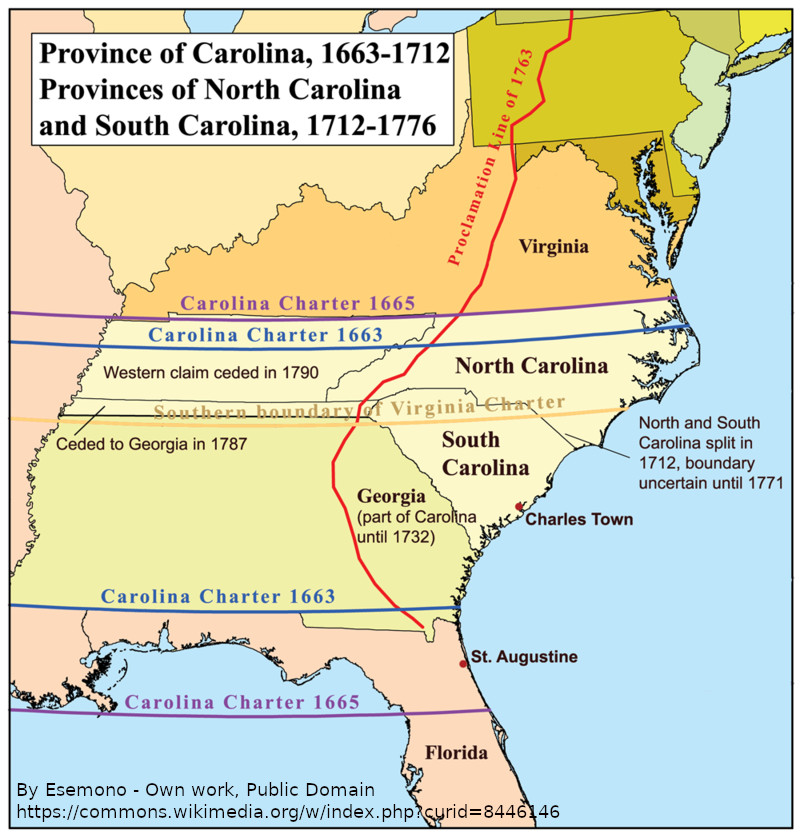 Province of Carolina, 1663-1712
Provinces of North Carolina
and South Carolina, 1712-1776
Proclamation Line of 1763
Virginia
Carolina Charter 1665
Carolina Charter 1663
Western claim ceded in 1790
North Carolina
Southern boundary of Virginia Charter
Ceded to Georgia in 1787
South
Carolina
North and South
Carolina split in
1712, boundary
uncertain until 1771
Georgia
(part of Carolina
until 1732)
Charles Town
Carolina Charter 1663
St. Augustine
Carolina Charter 1665
Florida
By Esemono - Own work, Public Domain
https://commons.wikimedia.org/w/index.php?curid=8446146